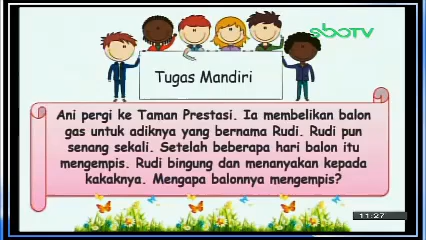 sboTV
Tugas Mandiri
Ani pergi ke Taman Prestasi. Ia membelikan balon
gas untuk adiknya yang bernama Rudi. Rudi pun
senang sekali. Setelah beberapa hari balon itu
mengempis. Rudi bingung dan menanyakan kepada
kakaknya. Mengapa balonnya mengempis?
11:27